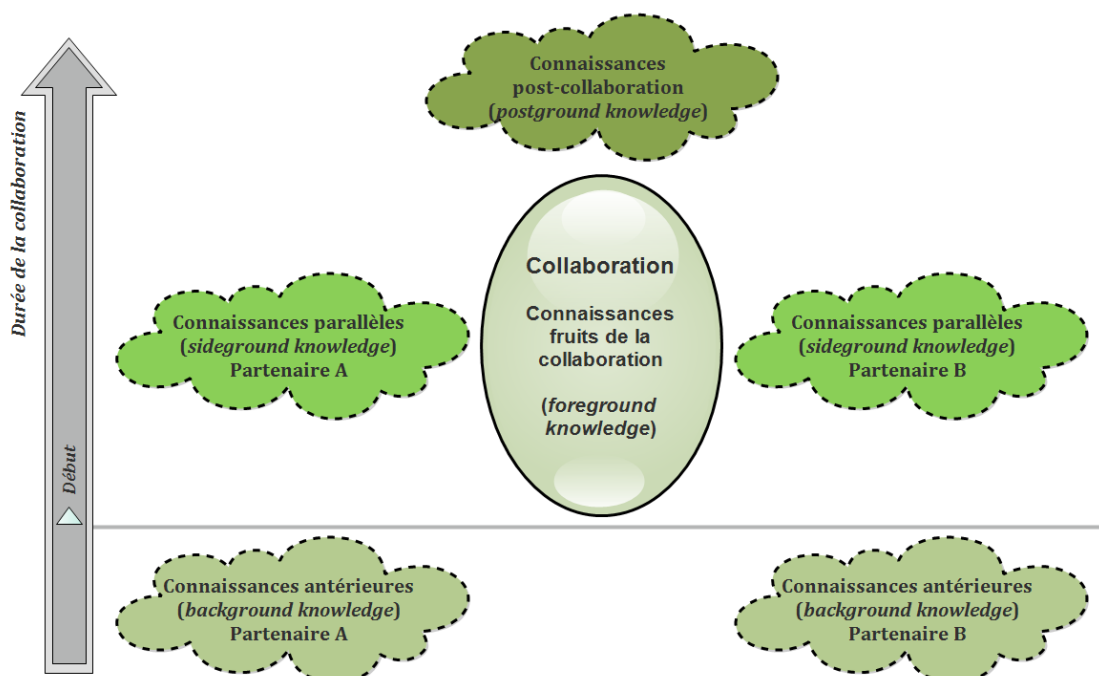 Connaissances
post-collaboration
(postground knowledge)
Durée de la collaboration
Collaboration
Connaissances
fruits de la
collaboration
(foreground
knowledge)
Connaissances parallèles
(sideground knowledge)
Partenaire A
Connaissances parallèles
(sideground knowledge)
Partenaire B
Début
Connaissances antérieures
(background knowledge)
Partenaire A
Connaissances antérieures
(background knowledge)
Partenaire B